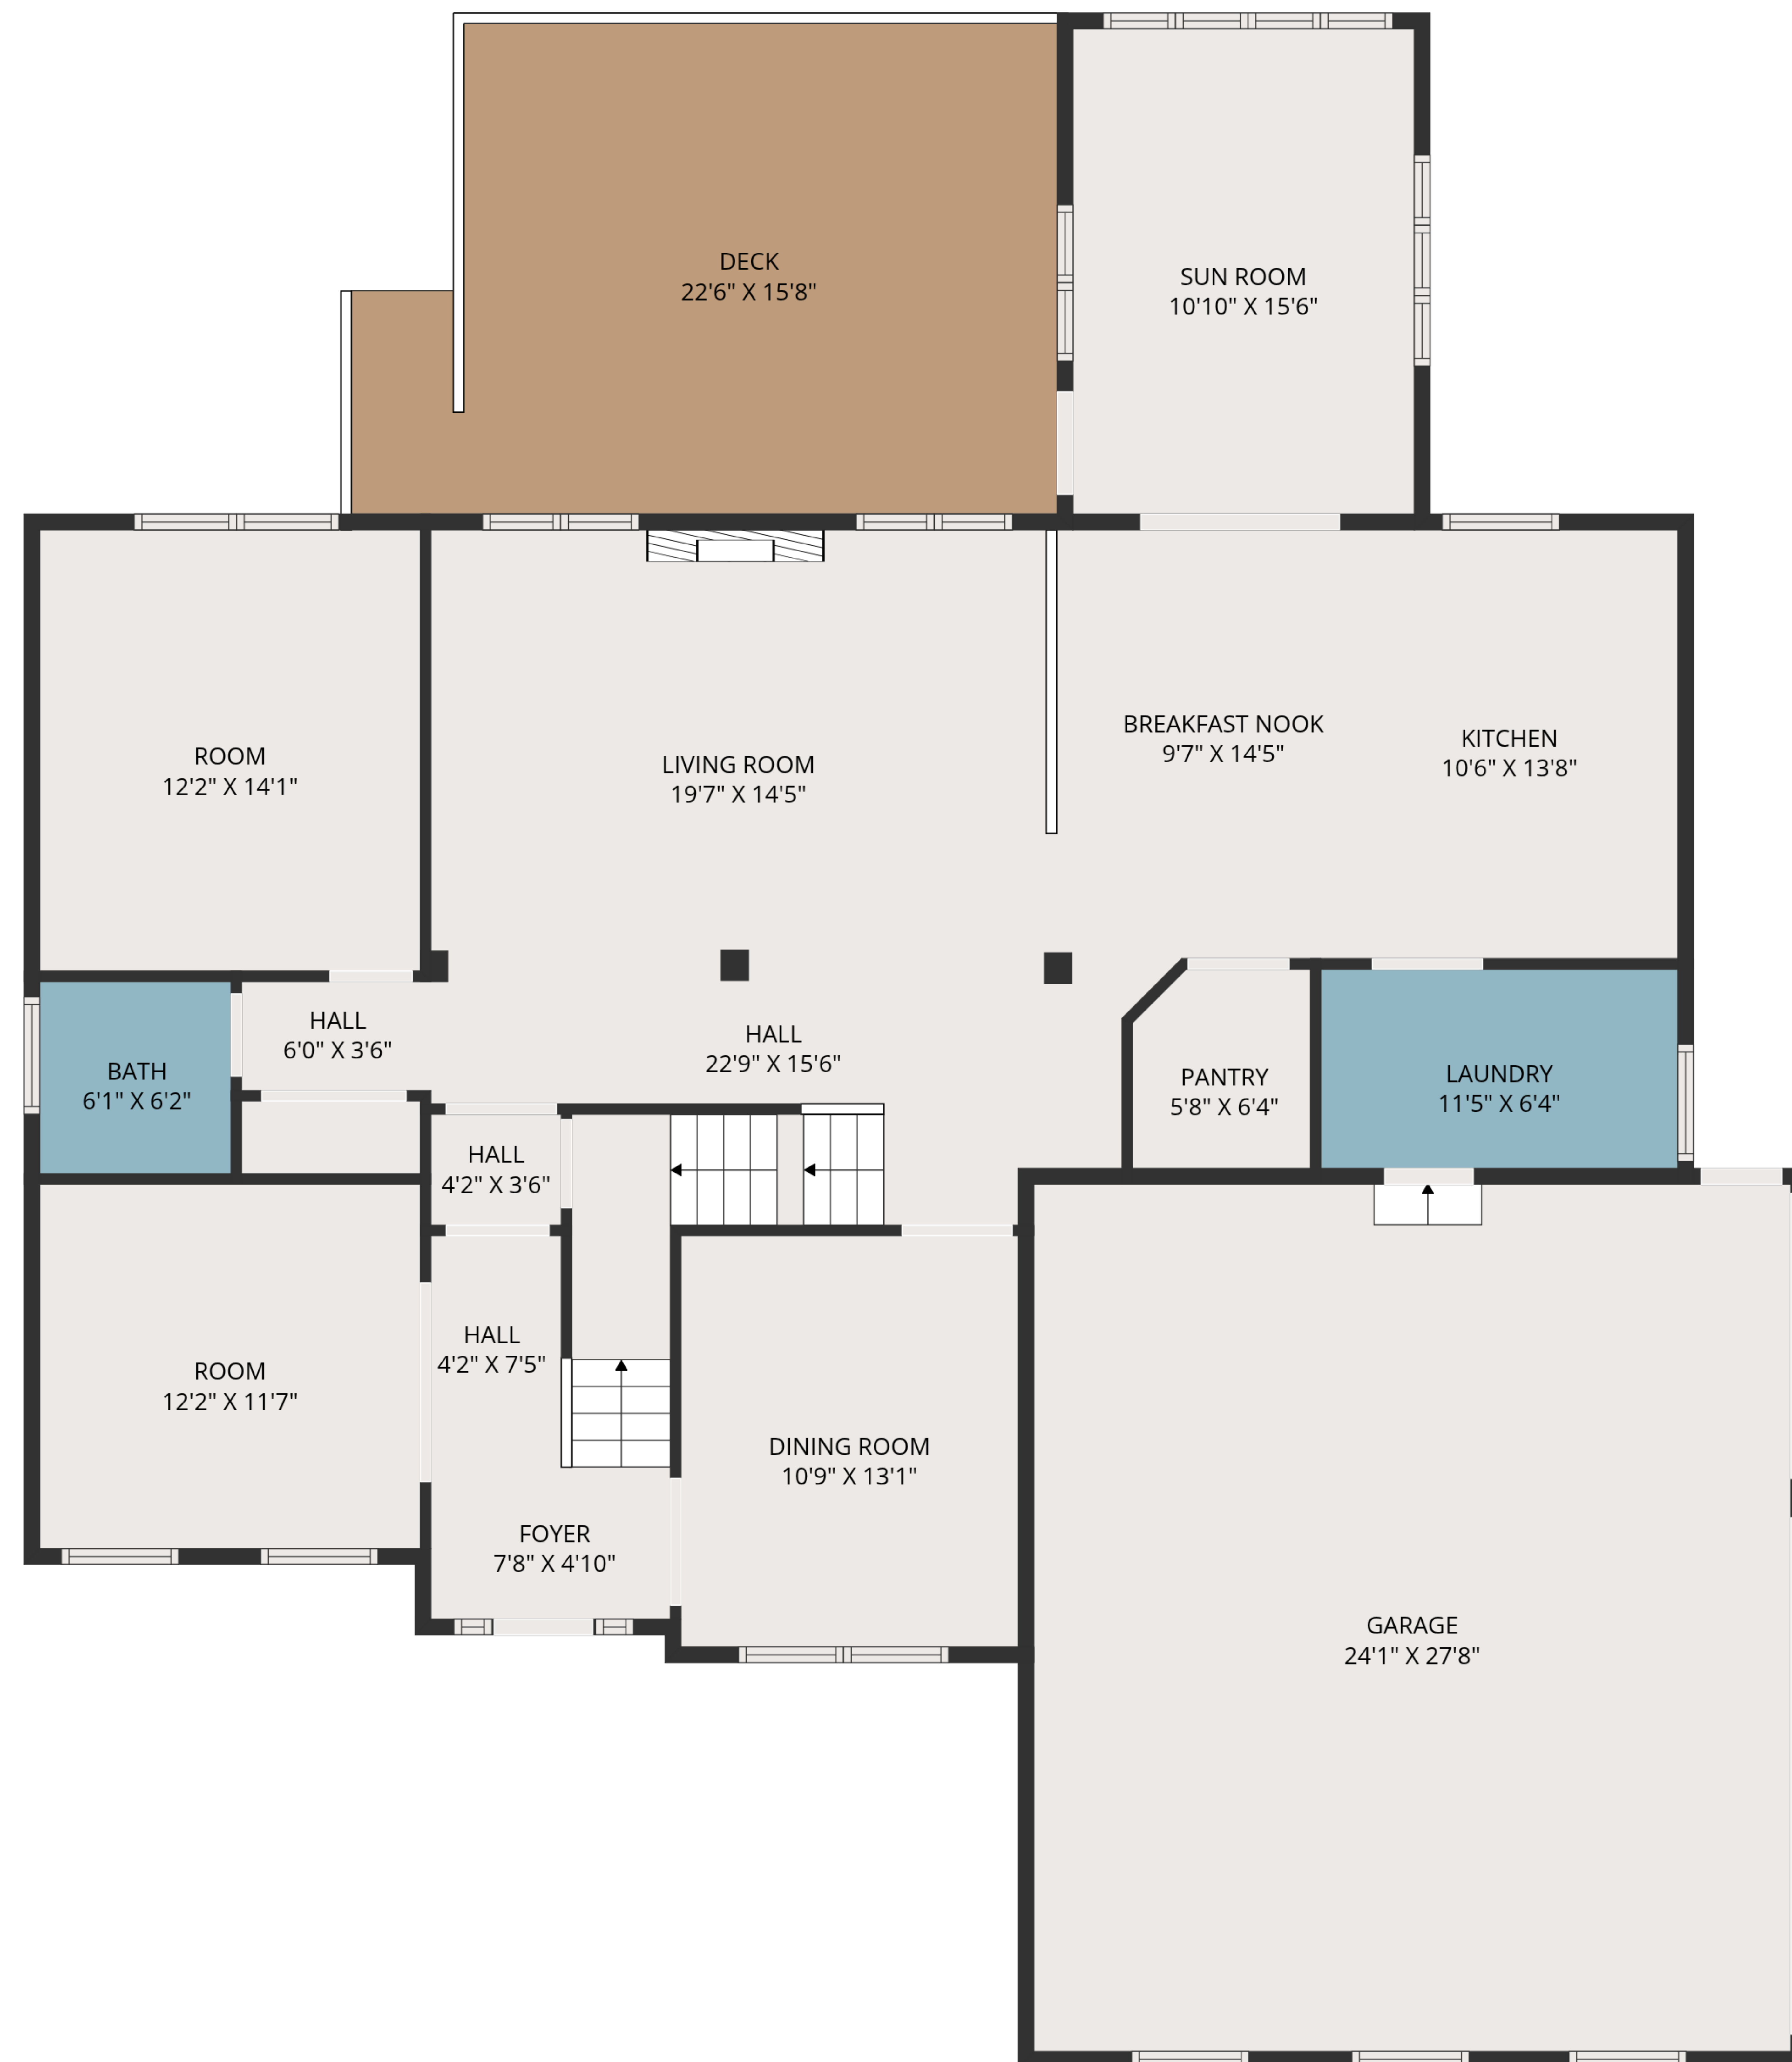 DECK
22'6" X 15'8"
SUN ROOM
10'10" X 15'6"
BREAKFAST NOOK
9'7" X 14'5"
KITCHEN
10'6" X 13'8"
ROOM
12'2" X 14'1"
LIVING ROOM
19'7" X 14'5"
HALL
6'0" X 3'6"
HALL
22'9" X 15'6"
BATH
6'1" X 6'2"
PANTRY
5'8" X 6'4"
LAUNDRY
11'5" X 6'4"
HALL
4'2" X 3'6"
HALL
4'2" X 7'5"
ROOM
12'2" X 11'7"
DINING ROOM
10'9" X 13'1"
FOYER
7'8" X 4'10"
GARAGE
24'1" X 27'8"